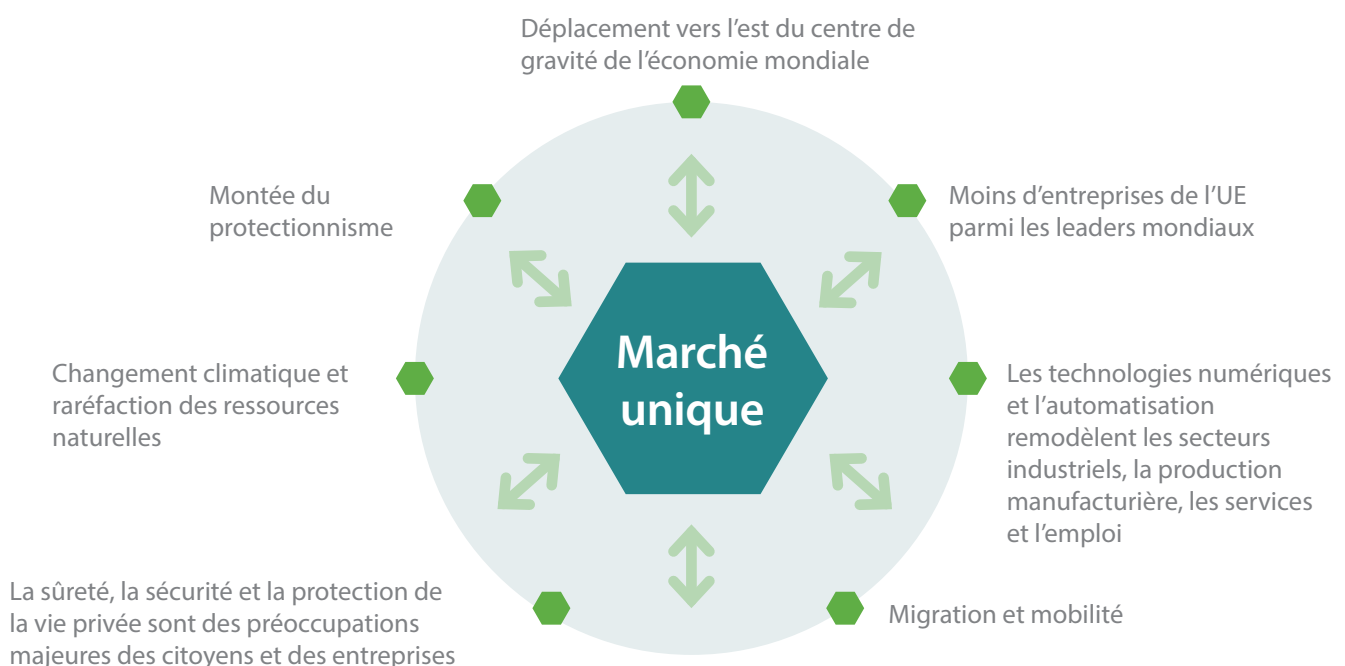 Déplacement vers l’est du centre de
gravité de l’économie mondiale
Montée du
protectionnisme
Moins d’entreprises de l’UE
parmi les leaders mondiaux
Marché
unique
Changement climatique et
raréfaction des ressources
naturelles
Les technologies numériques
et l’automatisation
remodèlent les secteurs
industriels, la production
manufacturière, les services
et l’emploi
La sûreté, la sécurité et la protection de
la vie privée sont des préoccupations
majeures des citoyens et des entreprises
Migration et mobilité